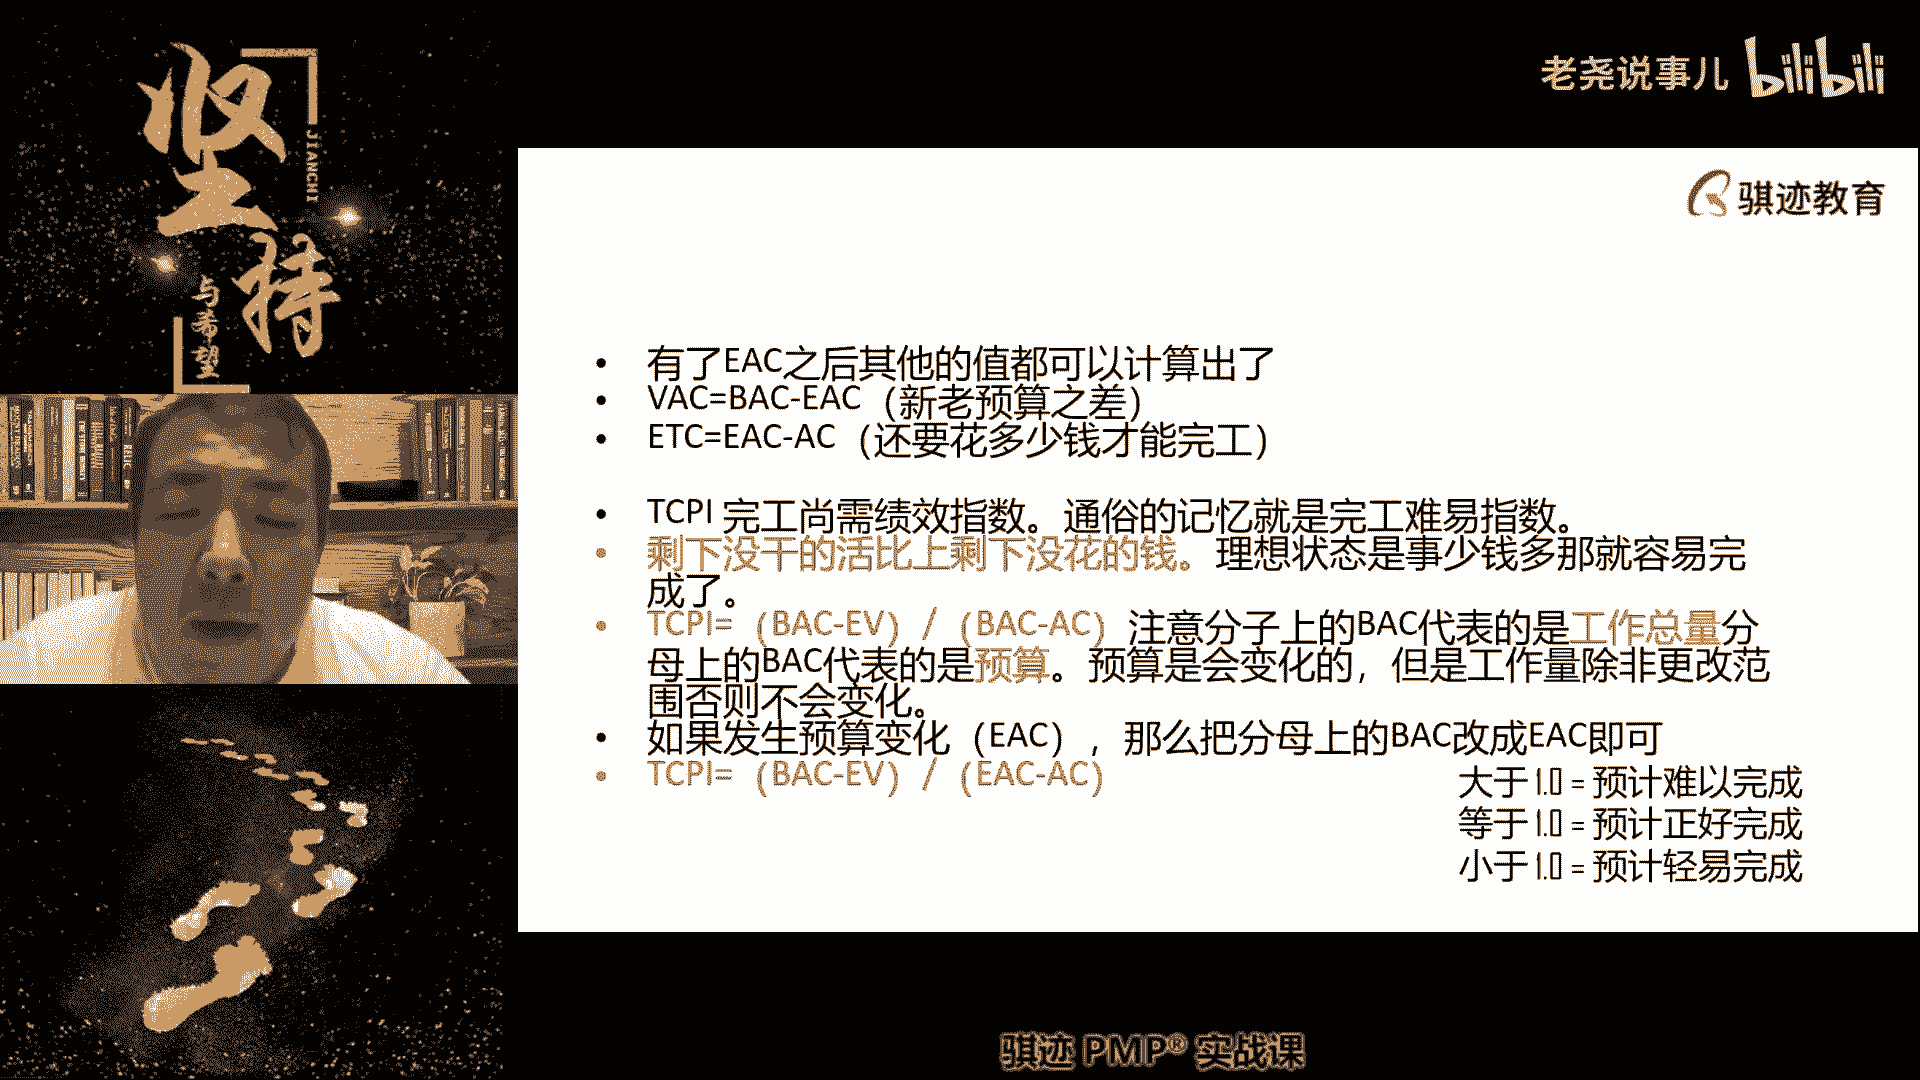 坚持
JIANCHI
与希望
老尧说事儿 bilibili
骐迹教育
• 有了EAC之后其他的值都可以计算出了
• VAC=BAC-EAC（新老预算之差）
• ETC=EAC-AC（还要花多少钱才能完工）
• TCPI 完工尚需绩效指数。通俗的记忆就是完工难易指数。
• 剩下没干的活比上剩下没花的钱。理想状态是事少钱多那就容易完
成了。
• TCPI=（BAC-EV）/（BAC-AC）注意分子上的BAC代表的是工作总量分
母上的BAC代表的是预算。预算是会变化的，但是工作量除非更改范
围否则不会变化。
• 如果发生预算变化（EAC），那么把分母上的BAC改成EAC即可
• TCPI=（BAC-EV）/（EAC-AC）
大于 1.0 = 预计难以完成
等于 1.0 = 预计正好完成
小于 1.0 = 预计轻易完成
骐迹 PMP® 实战课